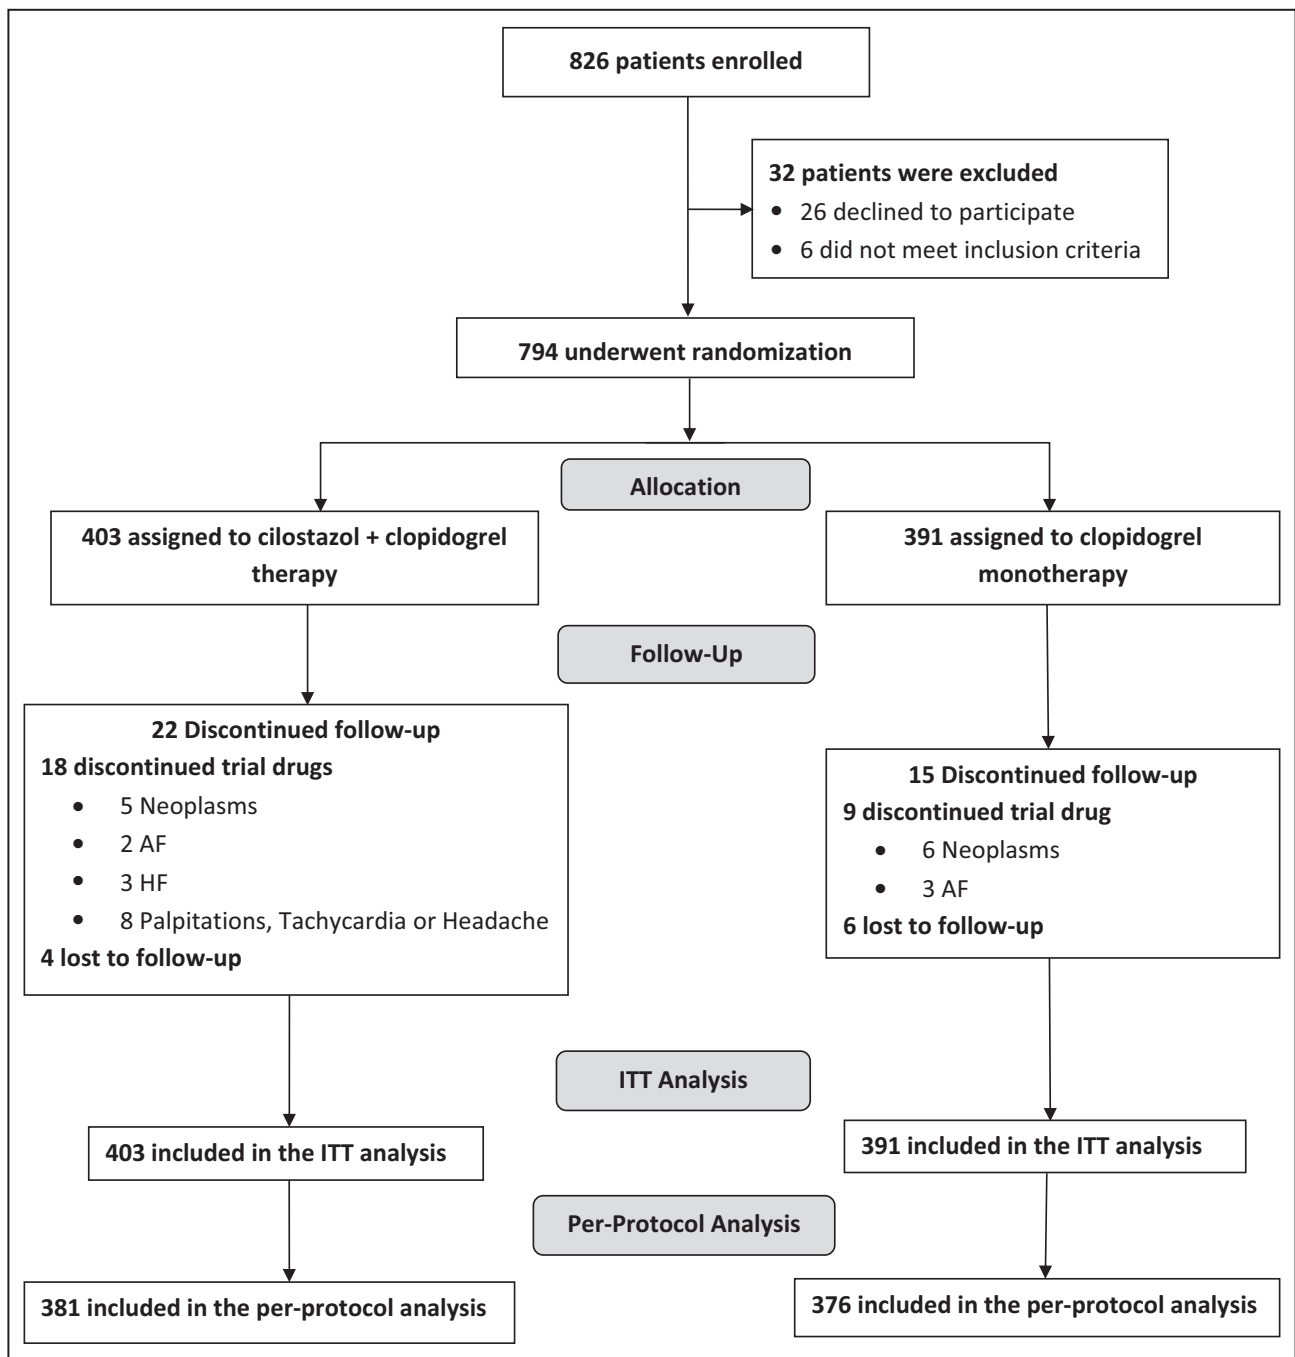 826 patients enrolled
32 patients were excluded
• 26 declined to participate
• 6 did not meet inclusion criteria
794 underwent randomization
Allocation
403 assigned to cilostazol + clopidogrel
therapy
391 assigned to clopidogrel
monotherapy
Follow-Up
22 Discontinued follow-up
18 discontinued trial drugs
• 5 Neoplasms
• 2 AF
• 3 HF
• 8 Palpitations, Tachycardia or Headache
4 lost to follow-up
15 Discontinued follow-up
9 discontinued trial drug
• 6 Neoplasms
• 3 AF
6 lost to follow-up
ITT Analysis
403 included in the ITT analysis
391 included in the ITT analysis
Per-Protocol Analysis
381 included in the per-protocol analysis
376 included in the per-protocol analysis